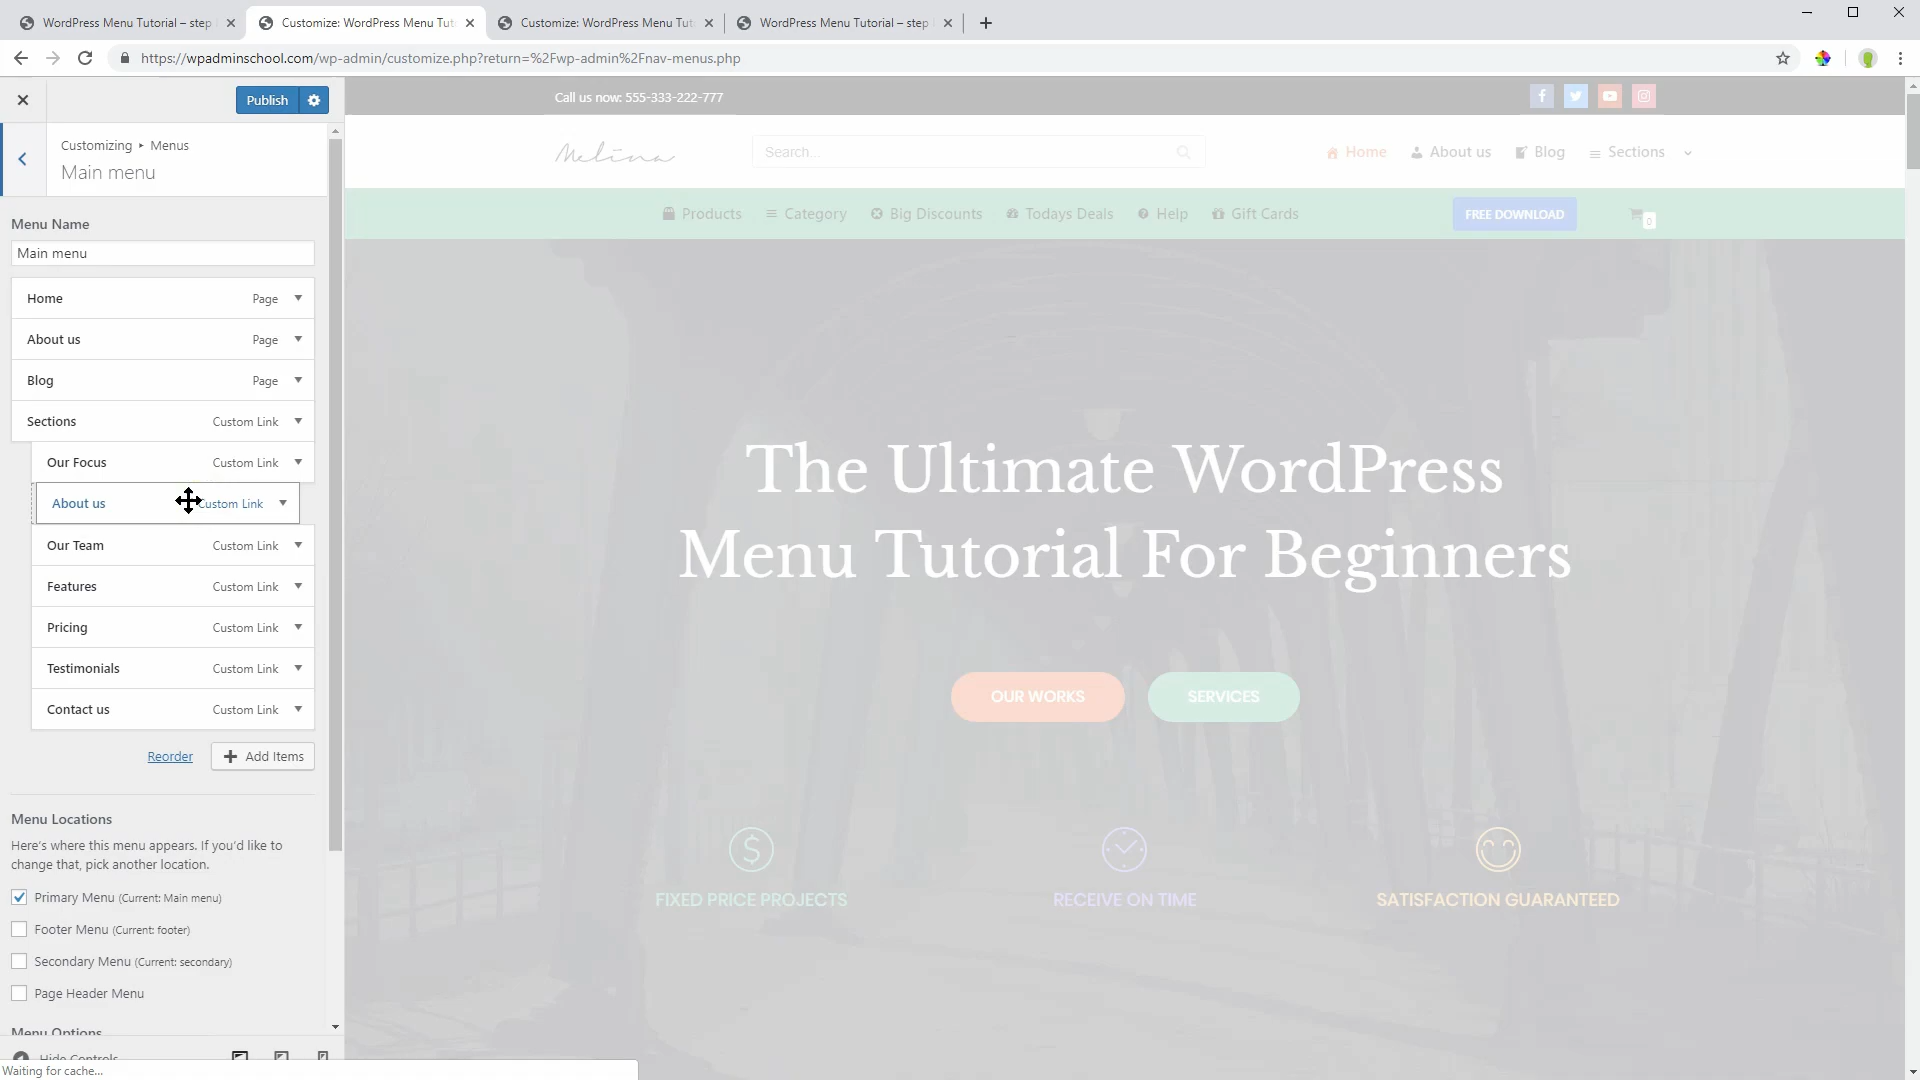 WordPress Menu Tutorial – step
Customize: WordPress Menu Tut
Customize: WordPress Menu Tut
WordPress Menu Tutorial – step
https://wpadminschool.com/wp-admin/customize.php?return=%2Fwp-admin%2Fnav-menus.php
Publish
Customizing ▸ Menus
Main menu
Menu Name
Main menu
Home Page
About us Page
Blog Page
Sections Custom Link
Our Focus Custom Link
About us Custom Link
Our Team Custom Link
Features Custom Link
Pricing Custom Link
Testimonials Custom Link
Contact us Custom Link
Reorder Add Items
Menu Locations
Here's where this menu appears. If you'd like to
change that, pick another location.
Primary Menu (Current: Main menu)
Footer Menu (Current: footer)
Secondary Menu (Current: secondary)
Page Header Menu
Menu Options
Hide Controls
Waiting for cache...
Call us now: 555-333-222-777
Melina
Search...
Home About us Blog Sections
Products Category Big Discounts Todays Deals Help Gift Cards
FREE DOWNLOAD
0
The Ultimate WordPress
Menu Tutorial For Beginners
OUR WORKS SERVICES
FIXED PRICE PROJECTS RECEIVE ON TIME SATISFACTION GUARANTEED